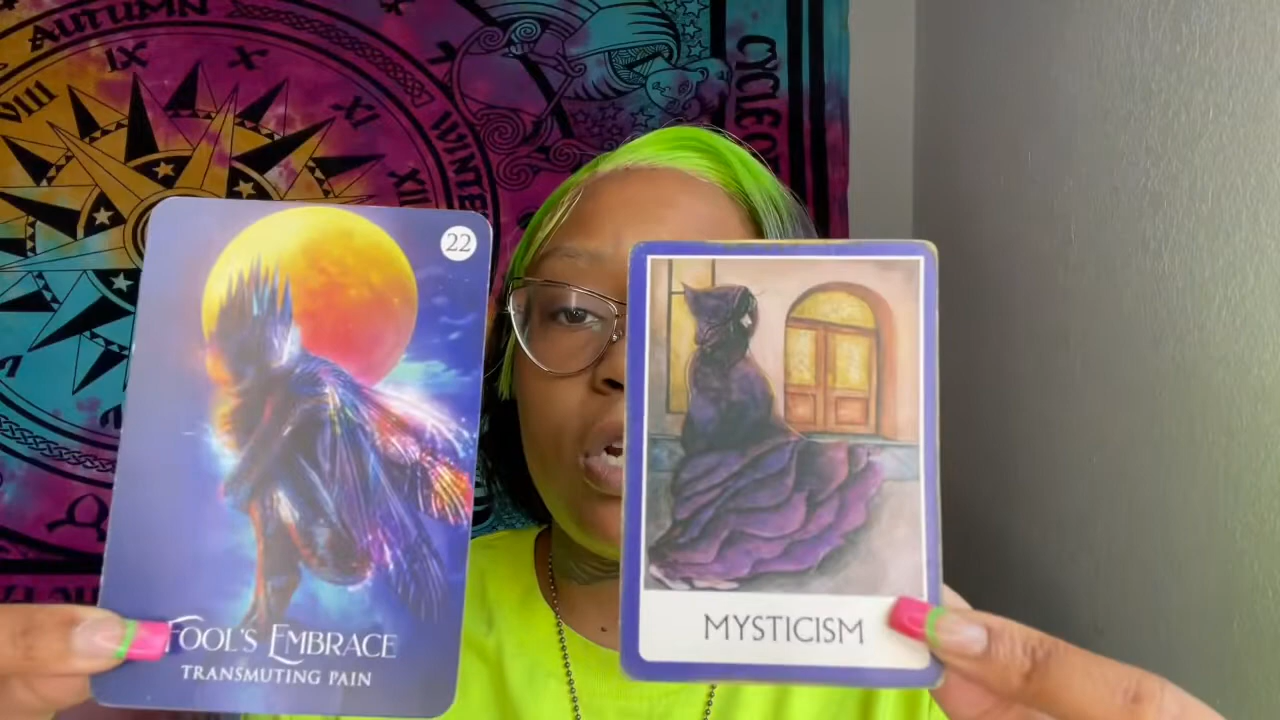 AUTUMN
VIII
IX
X
XI
XII
WINTE
CYCLE O
22
FOOL'S EMBRACE
TRANSMUTING PAIN
MYSTICISM